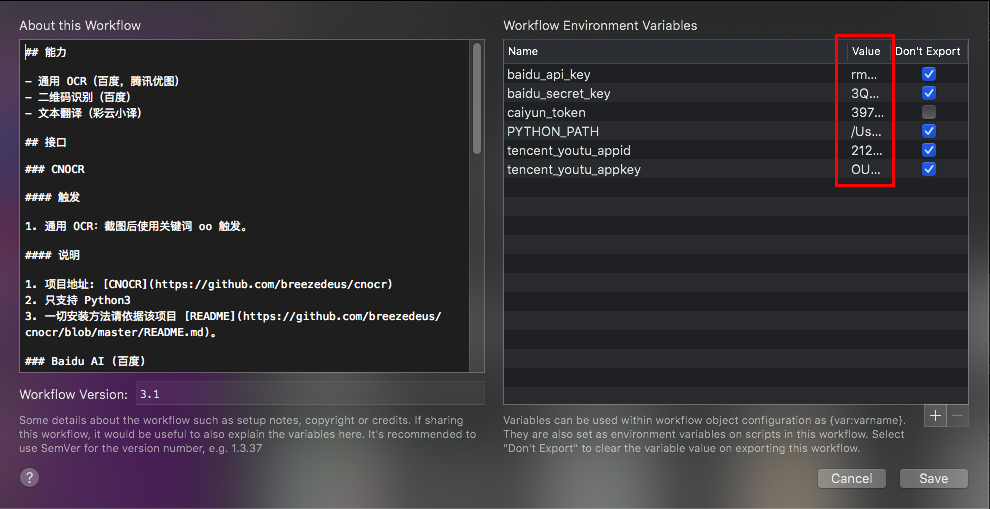 About this Workflow
## 能力
- 通用 OCR（百度，腾讯优图）
- 二维码识别（百度）
- 文本翻译（彩云小译）
## 接口
### CNOCR
#### 触发
1. 通用 OCR：截图后使用关键词 oo 触发。
#### 说明
1. 项目地址: [CNOCR](https://github.com/breezedeus/cnocr)
2. 只支持 Python3
3. 一切安装方法请依据该项目 [README](https://github.com/breezedeus/
cnocr/blob/master/README.md)。
### Baidu AI (百度)
Workflow Version: 3.1
Some details about the workflow such as setup notes, copyright or credits. If sharing
this workflow, it would be useful to also explain the variables here. It's recommended to
use SemVer for the version number, e.g. 1.3.37
?
Workflow Environment Variables
Name Value Don't Export
baidu_api_key rm...
baidu_secret_key 3Q...
caiyun_token 397...
PYTHON_PATH /Us...
tencent_youtu_appid 212...
tencent_youtu_appkey OU...
+ −
Variables can be used within workflow object configuration as {var:varname}.
They are also set as environment variables on scripts in this workflow. Select
"Don't Export" to clear the variable value on exporting this workflow.
Cancel Save